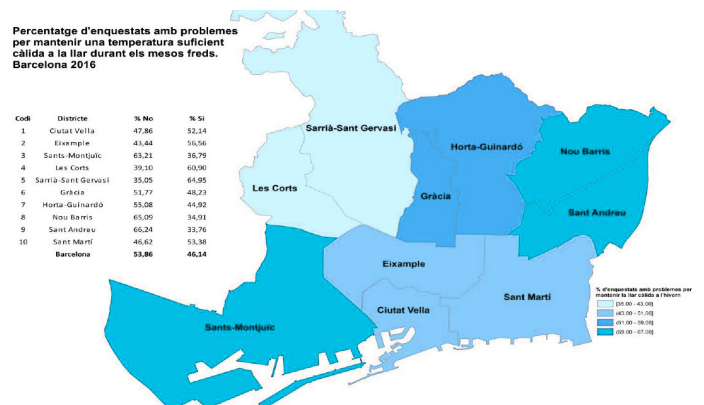 Percentatge d'enquestats amb problemes
per mantenir una temperatura suficient
càlida a la llar durant els mesos freds.
Barcelona 2016
Codi Districte % No % Sí
1 Ciutat Vella 47,86 52,14
2 Eixample 43,44 56,56
3 Sants-Montjuïc 63,21 36,79
4 Les Corts 39,10 60,90
5 Sarrià-Sant Gervasi 35,05 64,95
6 Gràcia 51,77 48,23
7 Horta-Guinardó 55,08 44,92
8 Nou Barris 65,09 34,91
9 Sant Andreu 66,24 33,76
10 Sant Martí 46,62 53,38
Barcelona 53,86 46,14
Sarrià-Sant Gervasi
Horta-Guinardó
Nou Barris
Les Corts
Gràcia
Sant Andreu
Eixample
Sant Martí
Ciutat Vella
Sants-Montjuïc
% d'enquestats amb problemes per
mantenir la llar càlida a l'hivern
[35,00 - 43,00]
(43,00 - 51,00]
(51,00 - 59,00]
(59,00 - 67,00]